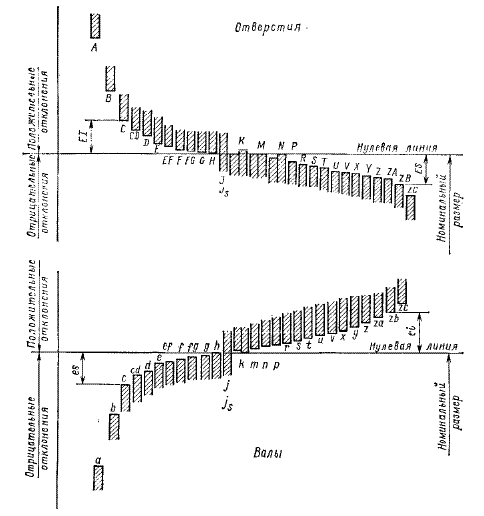 Отверстия
A
B
C
CD
D
E
EF
F
FG
G
H
J
Js
K
M
N
P
R
S
T
U
V
X
Y
Z
ZA
ZB
ZC
EI
ES
Нулевая линия
Положительные отклонения
Отрицательные отклонения
Номинальный размер
Положительные отклонения
Отрицательные отклонения
a
b
c
cd
d
e
ef
f
fg
g
h
j
js
k
m
n
p
r
s
t
u
v
x
y
z
za
zb
zc
es
ei
Нулевая линия
Номинальный размер
Валы